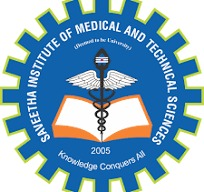 SAVEETHA INSTITUTE OF MEDICAL AND TECHNICAL SCIENCES
(Deemed to be University)
2005
Knowledge Conquers All